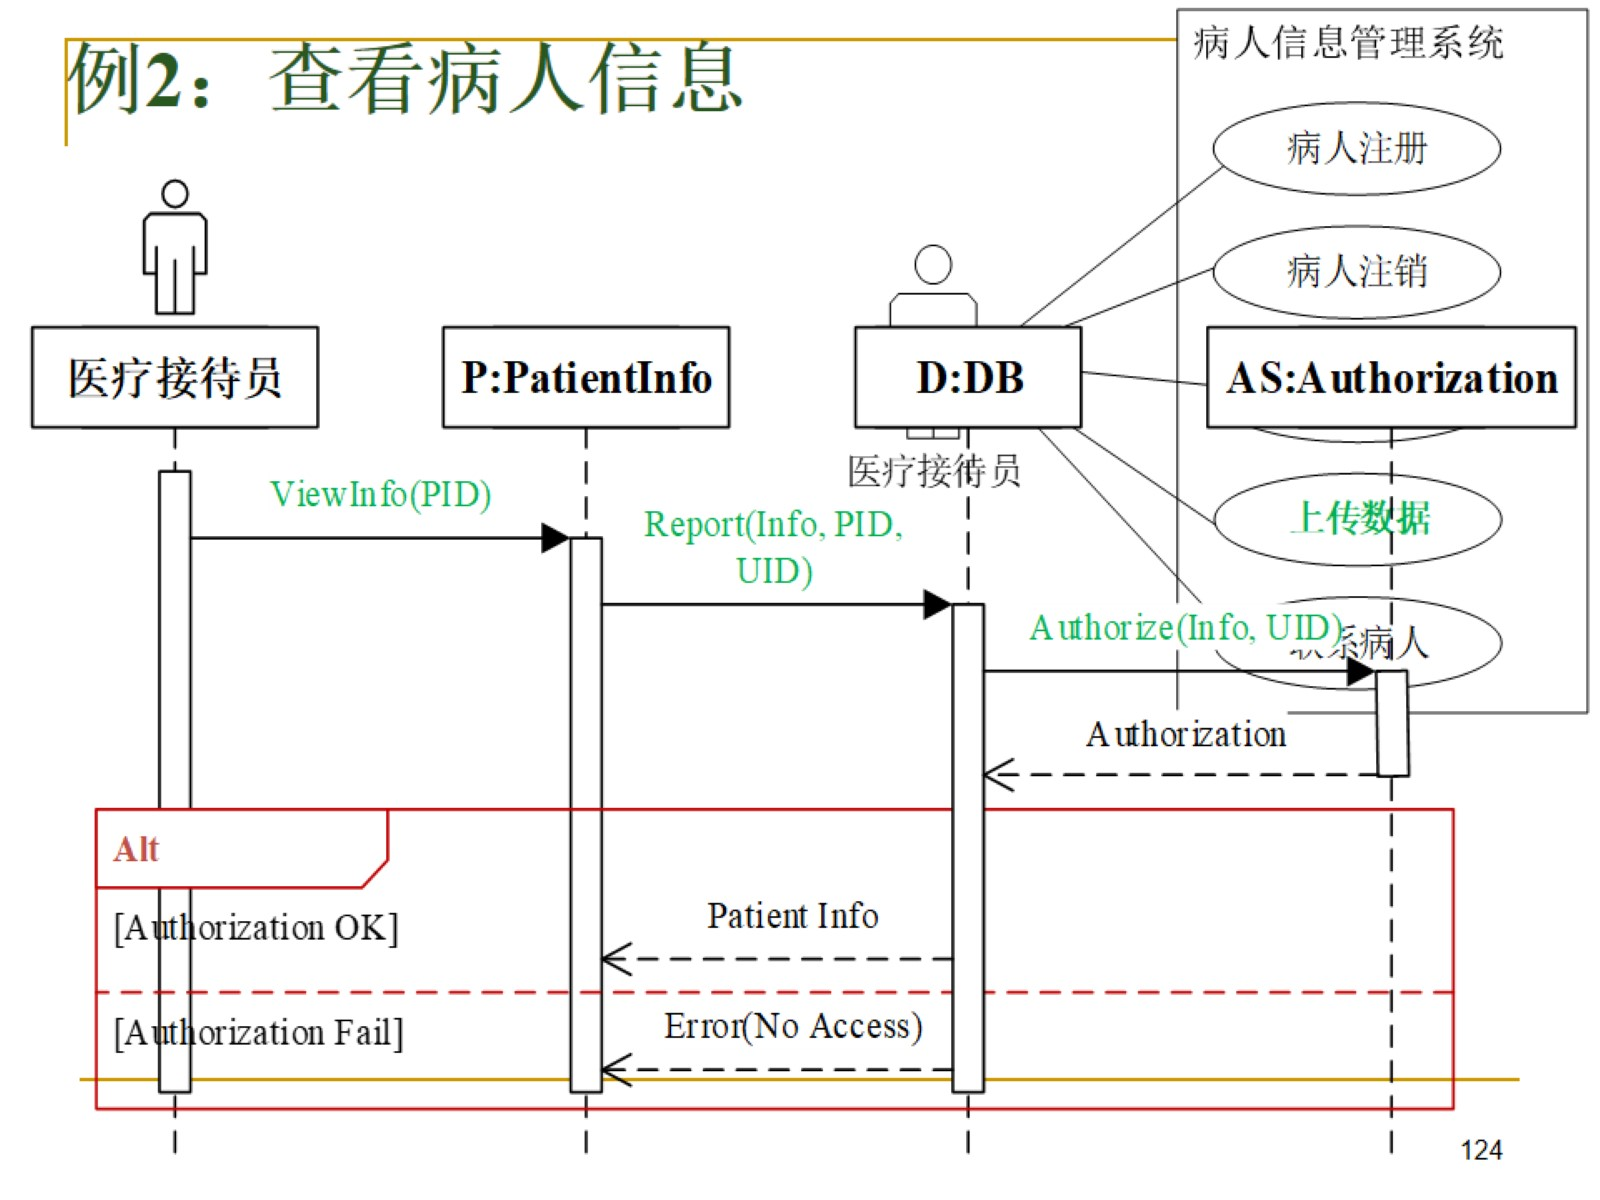 例2：查看病人信息
病人信息管理系统
病人注册
病人注销
医疗接待员
P:PatientInfo
D:DB
AS:Authorization
医疗接待员
ViewInfo(PID)
Report(Info, PID,
UID)
上传数据
Authorize(Info, UID)
病人
Authorization
Alt
[Authorization OK]
Patient Info
[Authorization Fail]
Error(No Access)
124